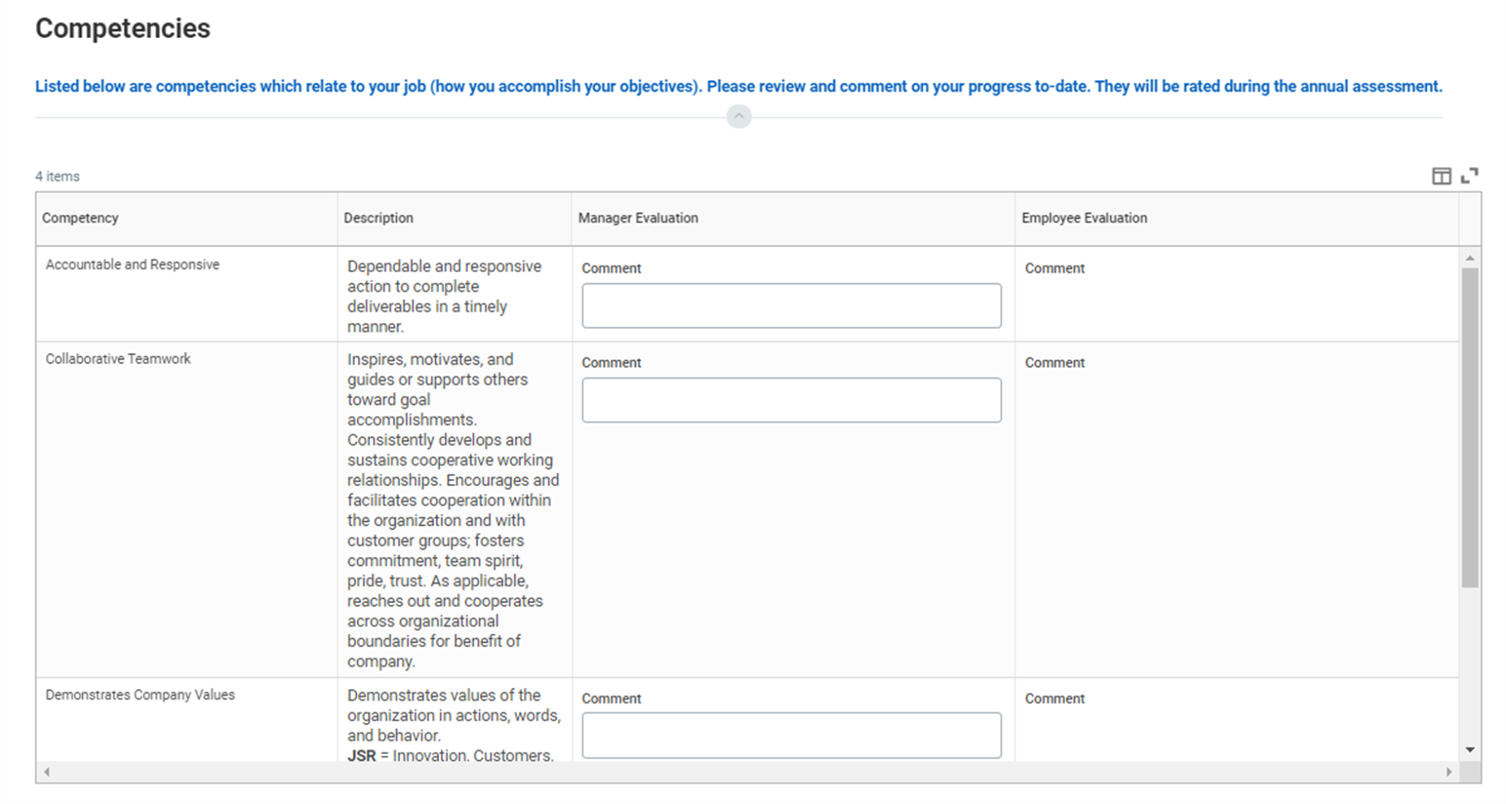 Competencies
Listed below are competencies which relate to your job (how you accomplish your objectives). Please review and comment on your progress to-date. They will be rated during the annual assessment.
4 items
Competency
Description
Manager Evaluation
Employee Evaluation
Accountable and Responsive
Dependable and responsive
action to complete
deliverables in a timely
manner.
Comment
Comment
Collaborative Teamwork
Inspires, motivates, and
guides or supports others
toward goal
accomplishments.
Consistently develops and
sustains cooperative working
relationships. Encourages and
facilitates cooperation within
the organization and with
customer groups; fosters
commitment, team spirit,
pride, trust. As applicable,
reaches out and cooperates
across organizational
boundaries for benefit of
company.
Comment
Comment
Demonstrates Company Values
Demonstrates values of the
organization in actions, words,
and behavior.
JSR = Innovation, Customers,
Comment
Comment